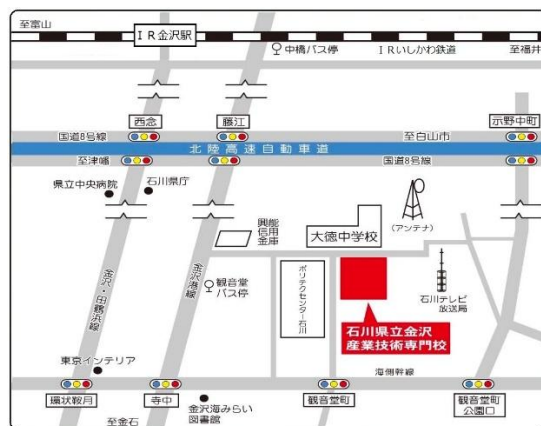 至富山
ＩＲ金沢駅
中橋バス停
ＩＲいしかわ鉄道
至福井
西念
藤江
示野中町
国道8号線
至白山市
北陸高速自動車道
至津幡
国道8号線
県立中央病院
石川県庁
興能
信用
金庫
大徳中学校
(アンテナ)
金沢・田鶴浜線
金沢港線
観音堂
バス停
ポリテクセンター石川
石川テレビ
放送局
石川県立金沢
産業技術専門校
東京インテリア
海側幹線
環状鞍月
寺中
観音堂町
観音堂町
公園口
至金石
金沢海みらい
図書館